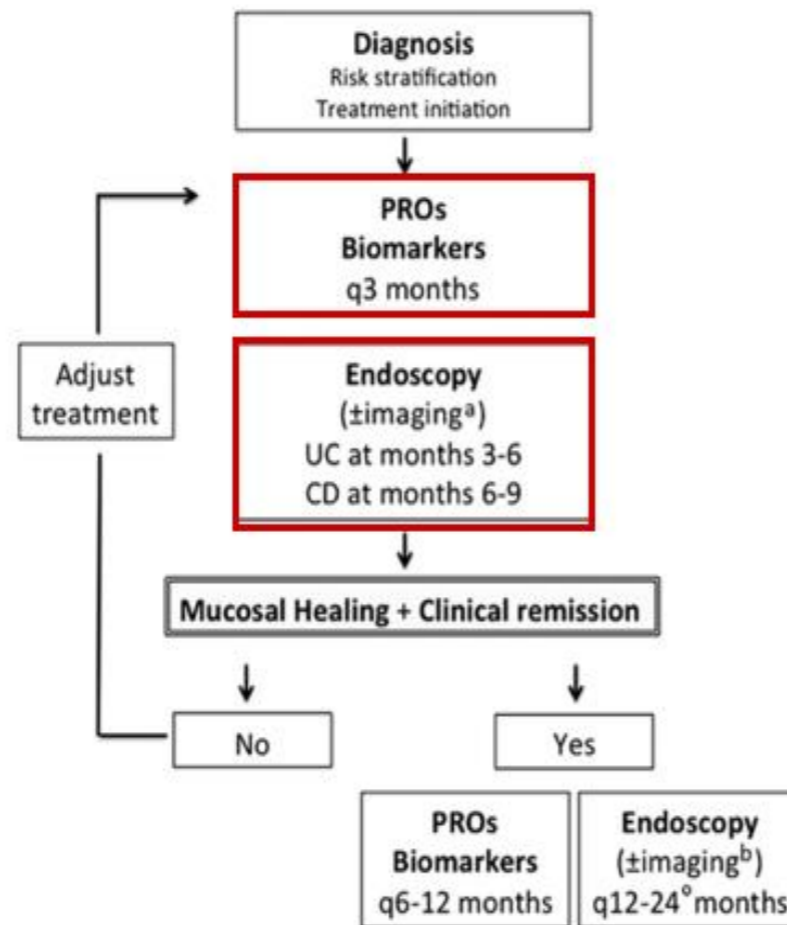 Diagnosis
Risk stratification
Treatment initiation
PROs
Biomarkers
q3 months
Adjust
treatment
Endoscopy
(±imagingᵃ)
UC at months 3-6
CD at months 6-9
Mucosal Healing + Clinical remission
No
Yes
PROs
Biomarkers
q6-12 months
Endoscopy
(±imagingᵇ)
q12-24° months